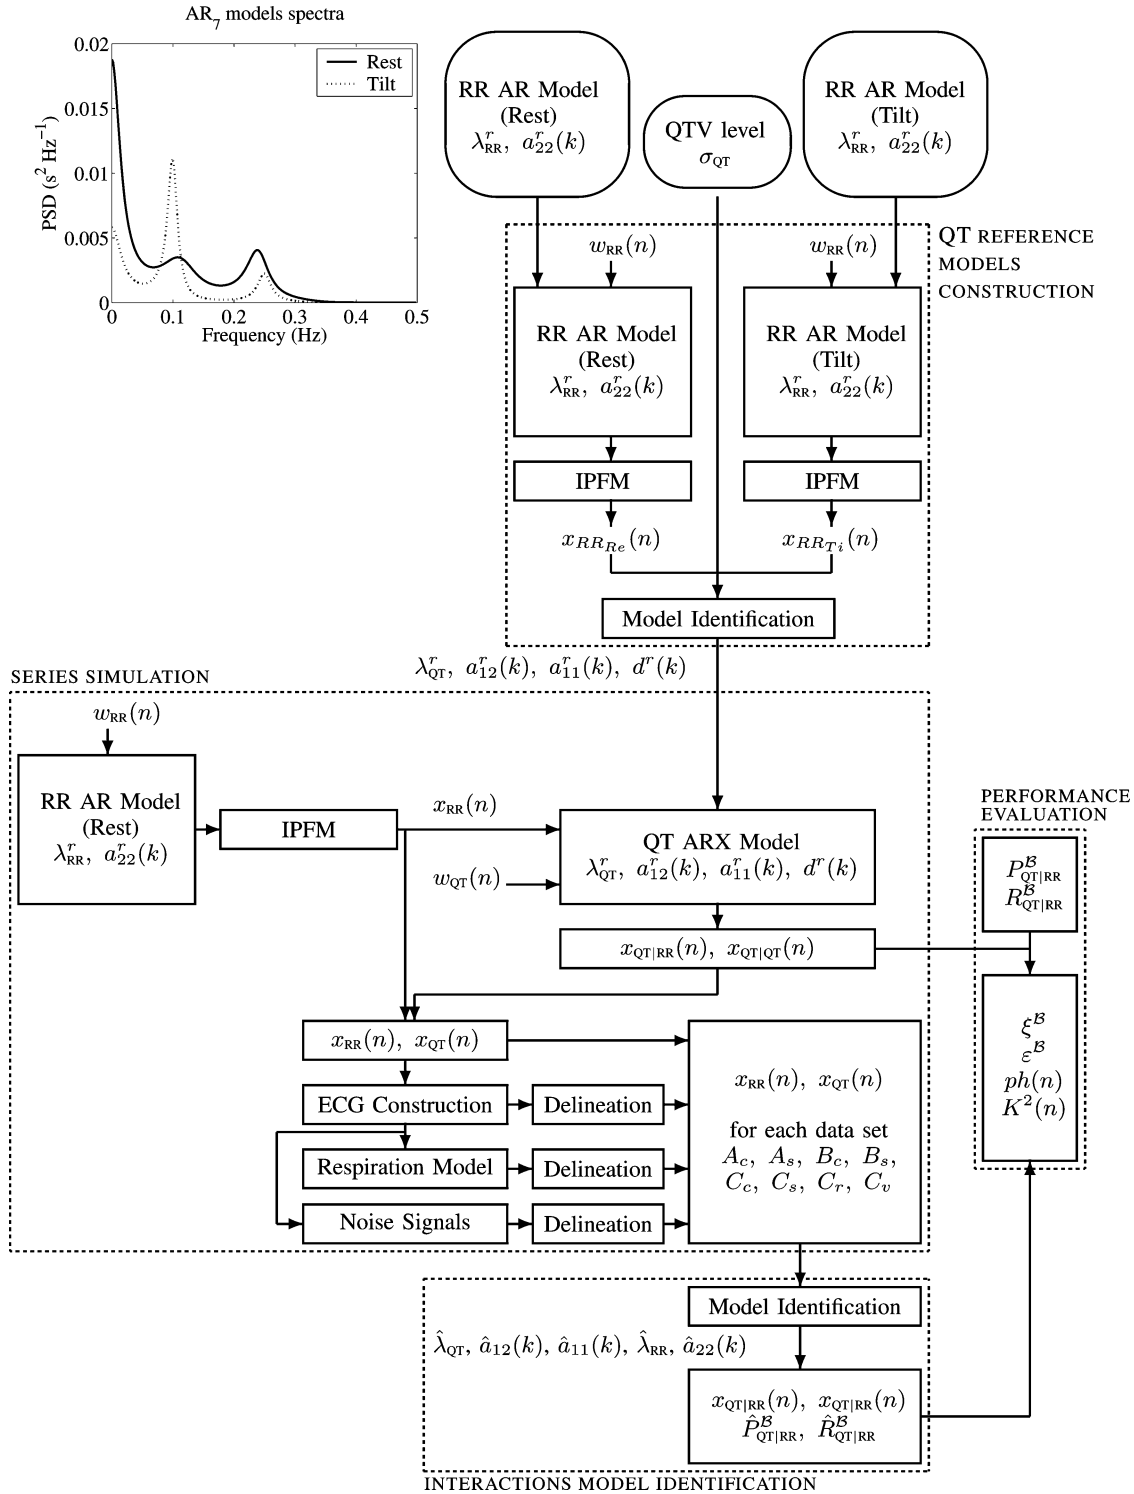 AR7 models spectra
0.02
0.015
0.01
0.005
0
PSD (s² Hz⁻¹)
Rest
Tilt
0 0.1 0.2 0.3 0.4 0.5
Frequency (Hz)
RR AR Model
(Rest)
λ^r_RR, a^r_22(k)
QTV level
σ_QT
RR AR Model
(Tilt)
λ^r_RR, a^r_22(k)
QT REFERENCE
MODELS
CONSTRUCTION
w_RR(n)
RR AR Model
(Rest)
λ^r_RR, a^r_22(k)
IPFM
x_RR_Re(n)
w_RR(n)
RR AR Model
(Tilt)
λ^r_RR, a^r_22(k)
IPFM
x_RR_Ti(n)
Model Identification
λ^r_QT, a^r_12(k), a^r_11(k), d^r(k)
SERIES SIMULATION
w_RR(n)
RR AR Model
(Rest)
λ^r_RR, a^r_22(k)
IPFM
x_RR(n)
w_QT(n)
QT ARX Model
λ^r_QT, a^r_12(k), a^r_11(k), d^r(k)
x_QT|RR(n), x_QT|QT(n)
x_RR(n), x_QT(n)
ECG Construction
Delineation
Respiration Model
Delineation
Noise Signals
Delineation
x_RR(n), x_QT(n)
for each data set
A_c, A_s, B_c, B_s,
C_c, C_s, C_r, C_v
PERFORMANCE
EVALUATION
P^B_QT|RR
R^B_QT|RR
ξ^B
ε^B
ph(n)
K²(n)
Model Identification
λ̂_QT, â_12(k), â_11(k), λ̂_RR, â_22(k)
x_QT|RR(n), x_QT|RR(n)
P̂^B_QT|RR, R̂^B_QT|RR
INTERACTIONS MODEL IDENTIFICATION